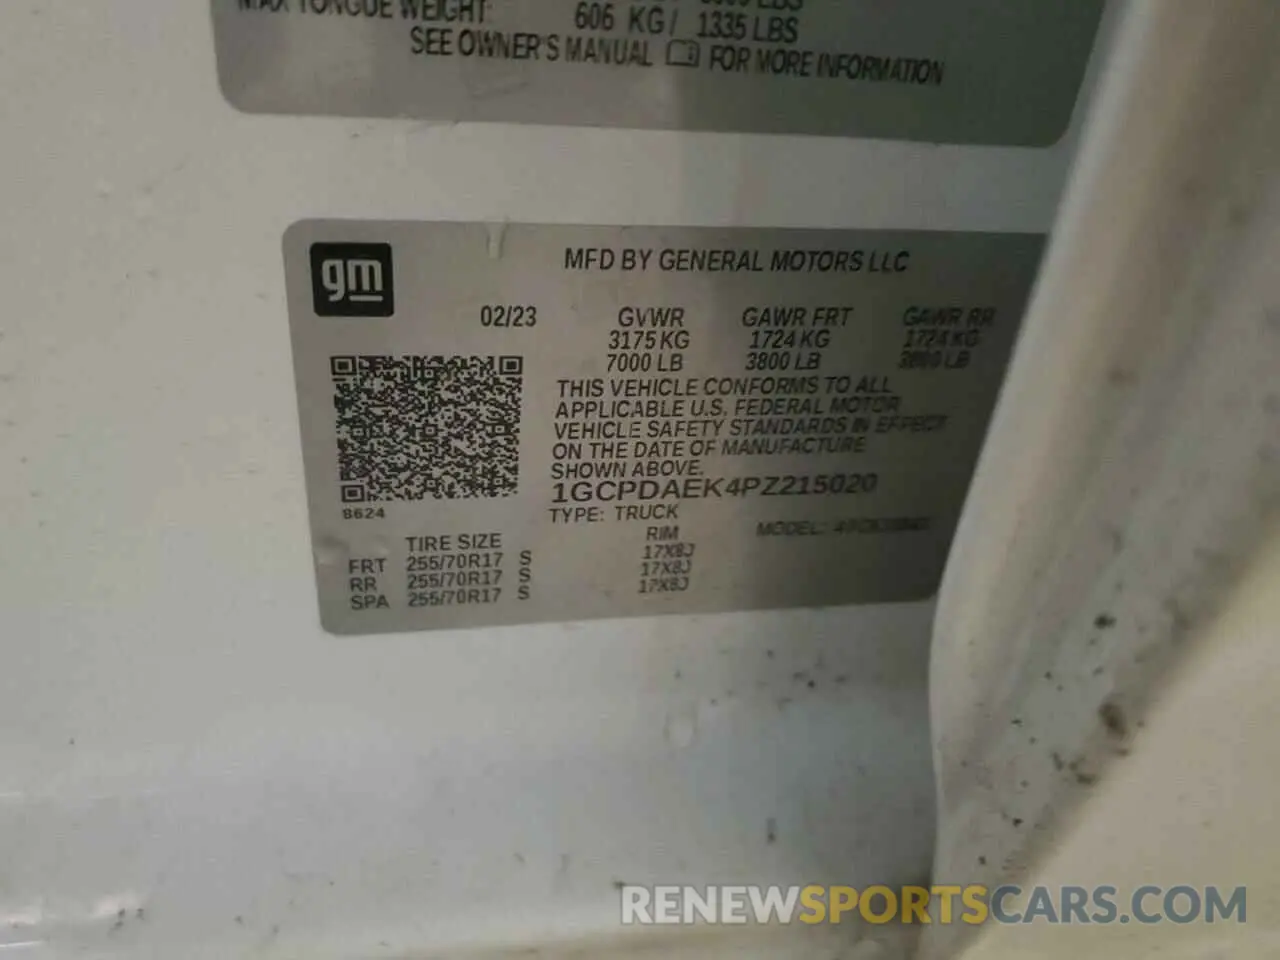 MAX TONGUE WEIGHT: 606 KG/ 1335 LBS
SEE OWNER'S MANUAL FOR MORE INFORMATION
gm
MFD BY GENERAL MOTORS LLC
02/23 GVWR GAWR FRT GAWR RR
3175 KG 1724 KG 1724 KG
7000 LB 3800 LB 3800 LB
THIS VEHICLE CONFORMS TO ALL
APPLICABLE U.S. FEDERAL MOTOR
VEHICLE SAFETY STANDARDS IN EFFECT
ON THE DATE OF MANUFACTURE
SHOWN ABOVE.
1GCPDAEK4PZ215020
8624
TYPE: TRUCK MODEL:
TIRE SIZE RIM
FRT 255/70R17 S 17X8J
RR 255/70R17 S 17X8J
SPA 255/70R17 S 17X8J
RENEWSPORTSCARS.COM